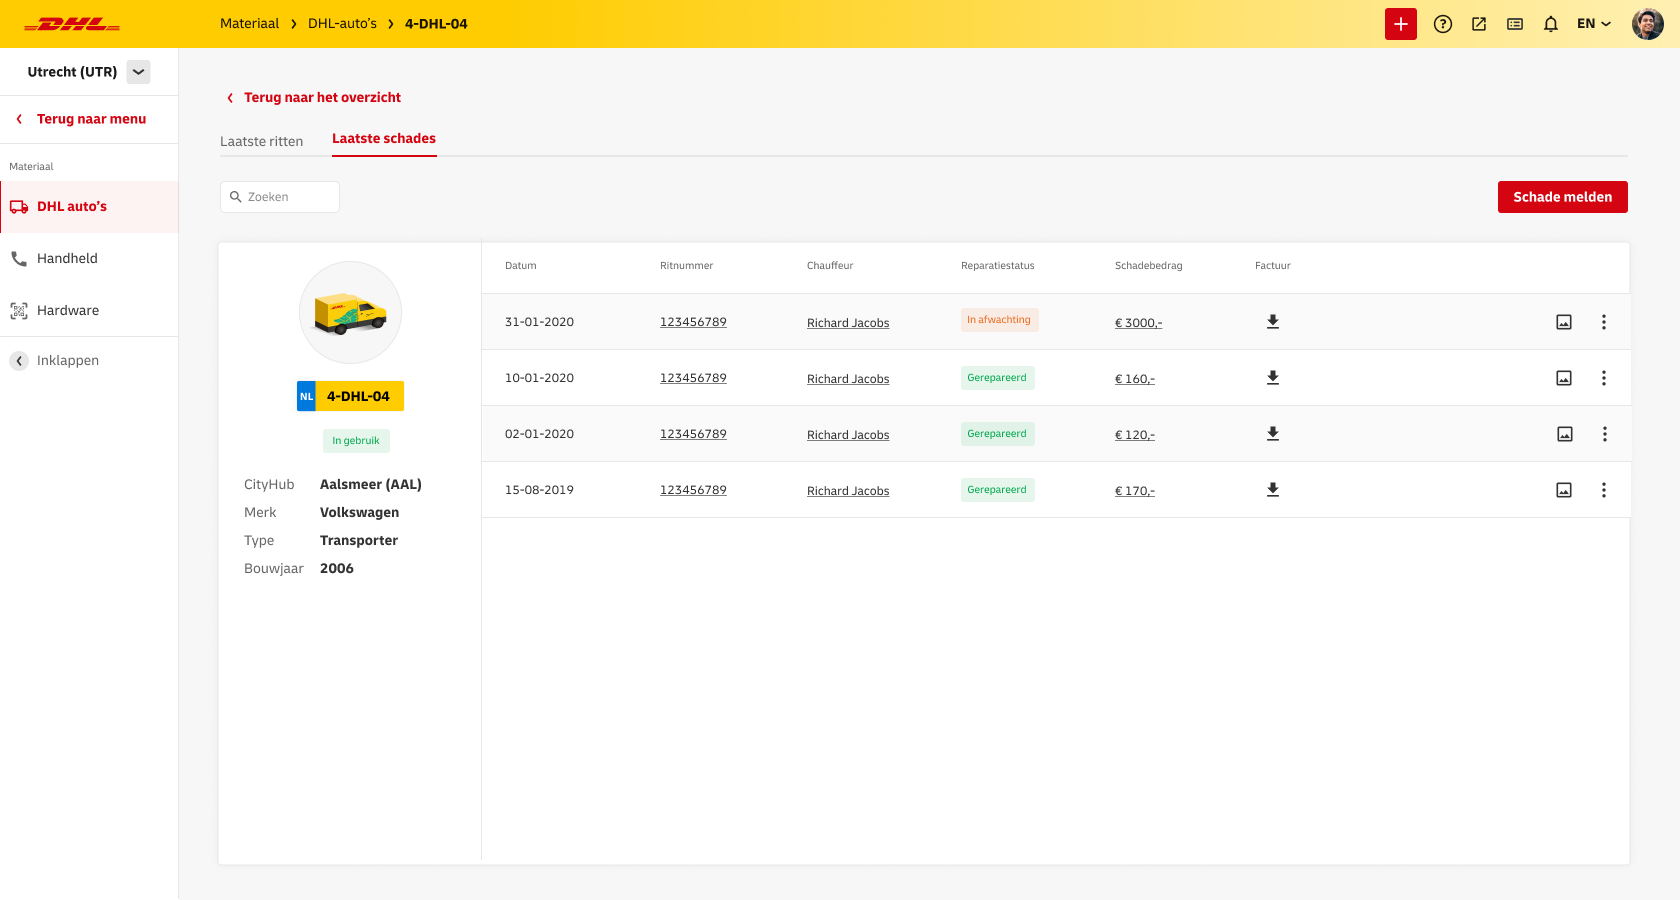 DHL
Materiaal DHL-auto's 4-DHL-04
EN
Utrecht (UTR)
Terug naar menu
Materiaal
DHL auto's
Handheld
Hardware
Inklappen
Terug naar het overzicht
Laatste ritten Laatste schades
Zoeken
Schade melden
NL 4-DHL-04
In gebruik
CityHub Aalsmeer (AAL)
Merk Volkswagen
Type Transporter
Bouwjaar 2006
Datum Ritnummer Chauffeur Reparatiestatus Schadebedrag Factuur
31-01-2020 123456789 Richard Jacobs In afwachting € 3000,-
10-01-2020 123456789 Richard Jacobs Gerepareerd € 160,-
02-01-2020 123456789 Richard Jacobs Gerepareerd € 120,-
15-08-2019 123456789 Richard Jacobs Gerepareerd € 170,-